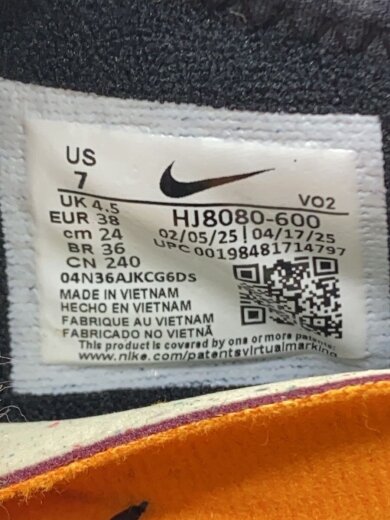 US
7
UK 4.5
EUR 38
cm 24
BR 36
CN 240
VO2
HJ8080-600
02/05/25 | 04/17/25
UPC 00198481714797
04N36AJKCG6DS
MADE IN VIETNAM
HECHO EN VIETNAM
FABRIQUE AU VIETNAM
FABRICADO NO VIETNÃ
This product is covered by one or more patents:
www.nike.com/patentsvirtualmarking